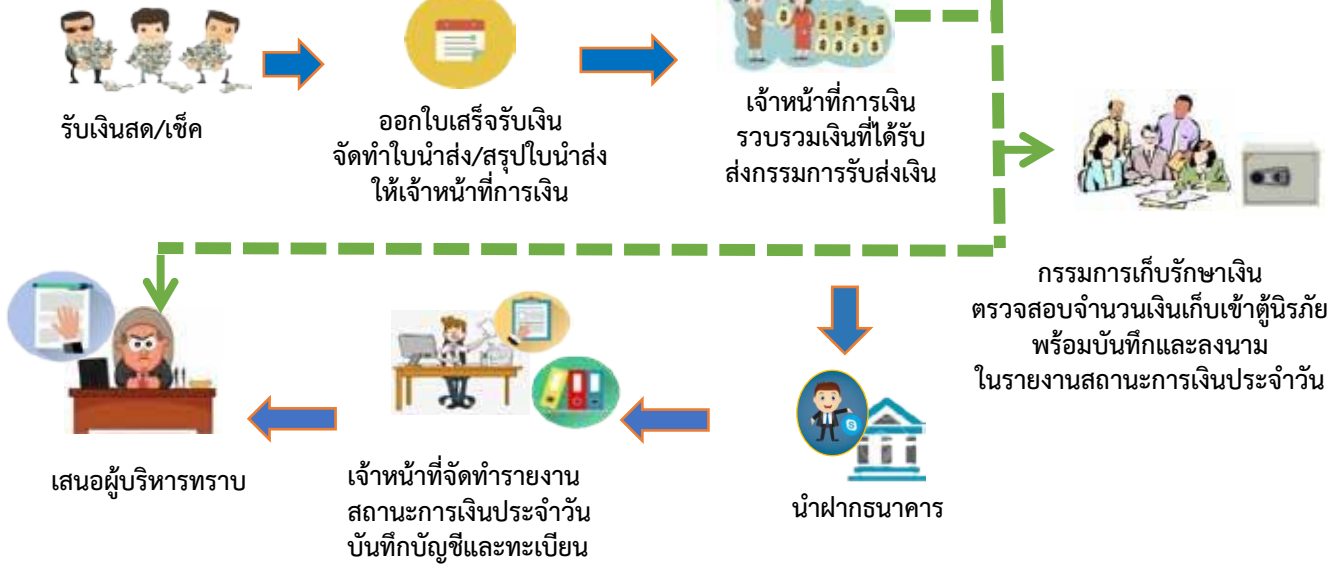 รับเงินสด/เช็ค
ออกใบเสร็จรับเงิน
จัดทำใบนำส่ง/สรุปใบนำส่ง
ให้เจ้าหน้าที่การเงิน
เจ้าหน้าที่การเงิน
รวบรวมเงินที่ได้รับ
ส่งกรรมการรับส่งเงิน
กรรมการเก็บรักษาเงิน
ตรวจสอบจำนวนเงินเก็บเข้าตู้นิรภัย
พร้อมบันทึกและลงนาม
ในรายงานสถานะการเงินประจำวัน
เสนอผู้บริหารทราบ
เจ้าหน้าที่จัดทำรายงาน
สถานะการเงินประจำวัน
บันทึกบัญชีและทะเบียน
นำฝากธนาคาร